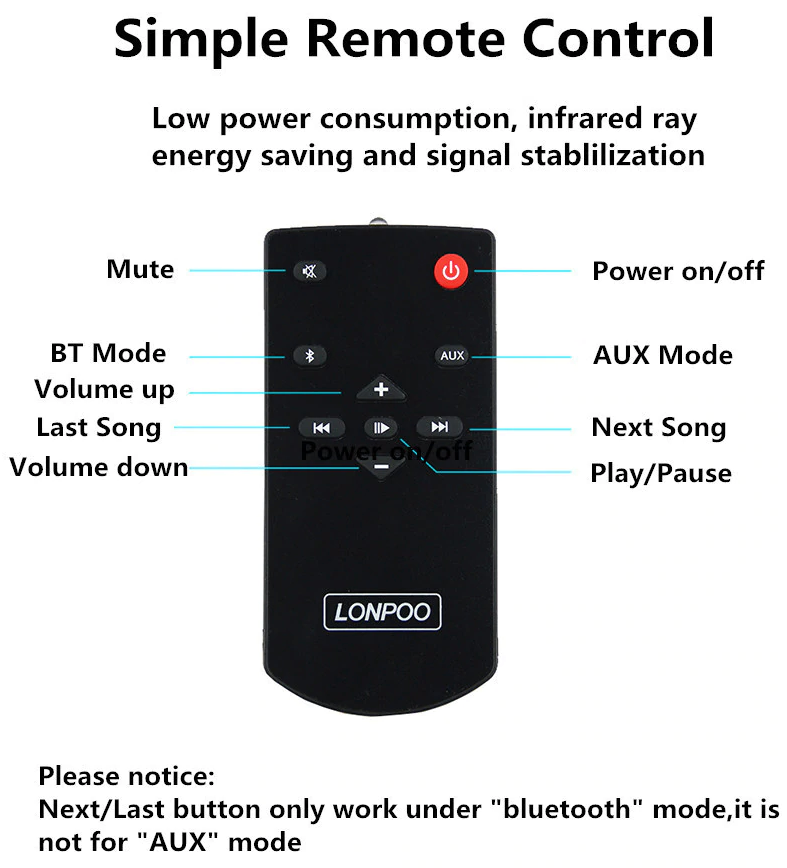 Simple Remote Control
Low power consumption, infrared ray
energy saving and signal stablilization
Mute
Power on/off
BT Mode
AUX
AUX Mode
Volume up
Last Song
Next Song
Power on/off
Volume down
Play/Pause
LONPOO
Please notice:
Next/Last button only work under "bluetooth" mode,it is
not for "AUX" mode